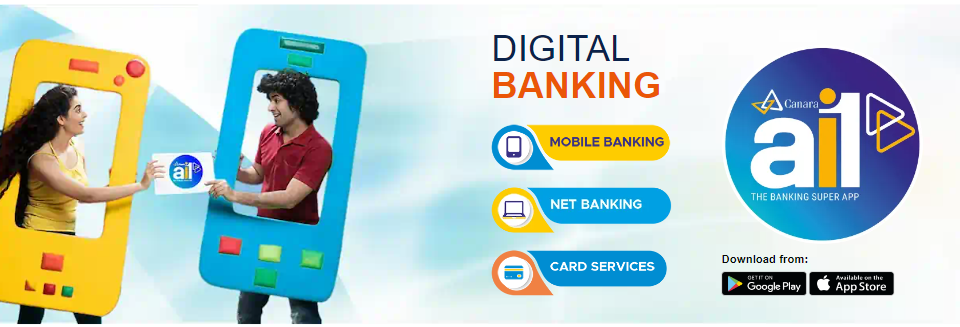 DIGITAL
BANKING
MOBILE BANKING
NET BANKING
CARD SERVICES
ai1
Canara
ai1
THE BANKING SUPER APP
Download from:
GET IT ON
Google Play
Available on the
App Store